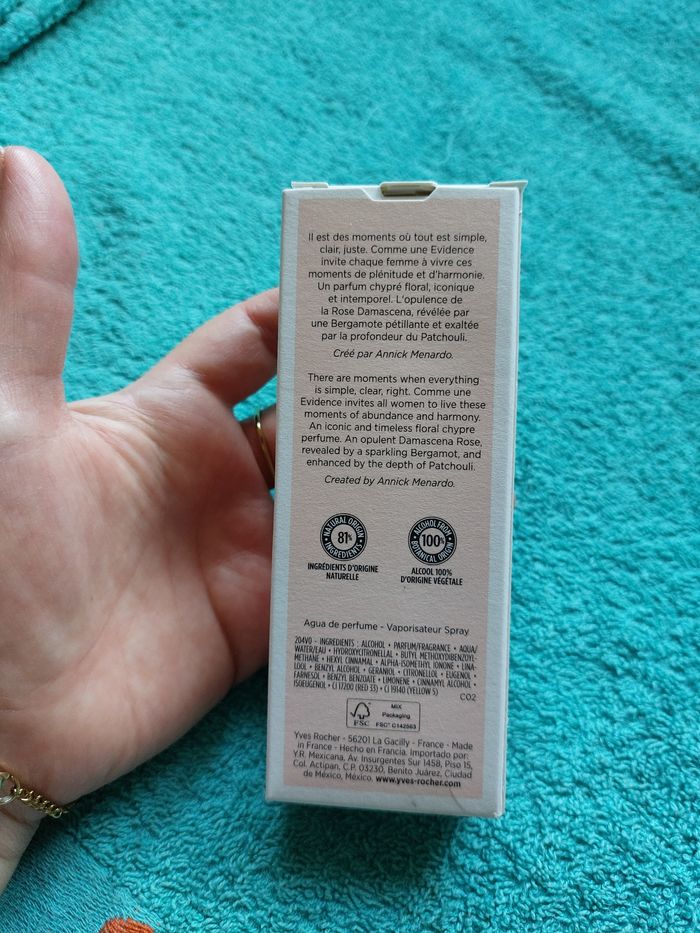 Il est des moments où tout est simple,
clair, juste. Comme une Evidence
invite chaque femme à vivre ces
moments de plénitude et d'harmonie.
Un parfum chypré floral, iconique
et intemporel. L'opulence de
la Rose Damascena, révélée par
une Bergamote pétillante et exaltée
par la profondeur du Patchouli.
Créé par Annick Menardo.
There are moments when everything
is simple, clear, right. Comme une
Evidence invites all women to live these
moments of abundance and harmony.
An iconic and timeless floral chypre
perfume. An opulent Damascena Rose,
revealed by a sparkling Bergamot, and
enhanced by the depth of Patchouli.
Created by Annick Menardo.
NATURAL ORIGIN
81%
INGREDIENTS
INGRÉDIENTS D'ORIGINE
NATURELLE
ALCOHOL FROM
100%
BOTANICAL ORIGIN
ALCOOL 100%
D'ORIGINE VÉGÉTALE
Agua de perfume - Vaporisateur Spray
204V0 - INGREDIENTS : ALCOHOL • PARFUM/FRAGRANCE • AQUA/
WATER/EAU • HYDROXYCITRONELLAL • BUTYL METHOXYDIBENZOYL-
METHANE • HEXYL CINNAMAL • ALPHA-ISOMETHYL IONONE • LINA-
LOOL • BENZYL ALCOHOL • GERANIOL • CITRONELLOL • EUGENOL •
FARNESOL • BENZYL BENZOATE • LIMONENE • CINNAMYL ALCOHOL •
ISOEUGENOL • CI 17200 (RED 33) • CI 19140 (YELLOW 5)
C02
FSC
MIX
Packaging
FSC® C142563
Yves Rocher - 56201 La Gacilly - France - Made
in France - Hecho en Francia. Importado por:
Y.R. Mexicana, Av. Insurgentes Sur 1458, Piso 15,
Col. Actipan. C.P. 03230, Benito Juárez, Ciudad
de México, México. www.yves-rocher.com